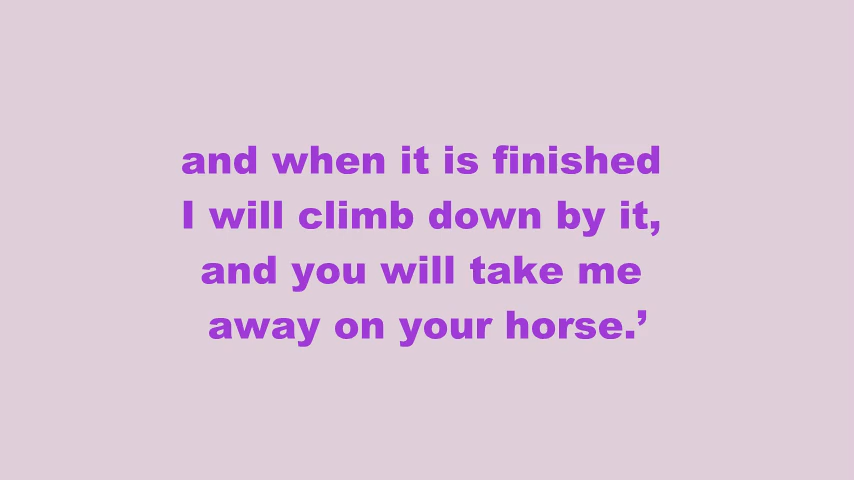 and when it is finished
I will climb down by it,
and you will take me
away on your horse.’